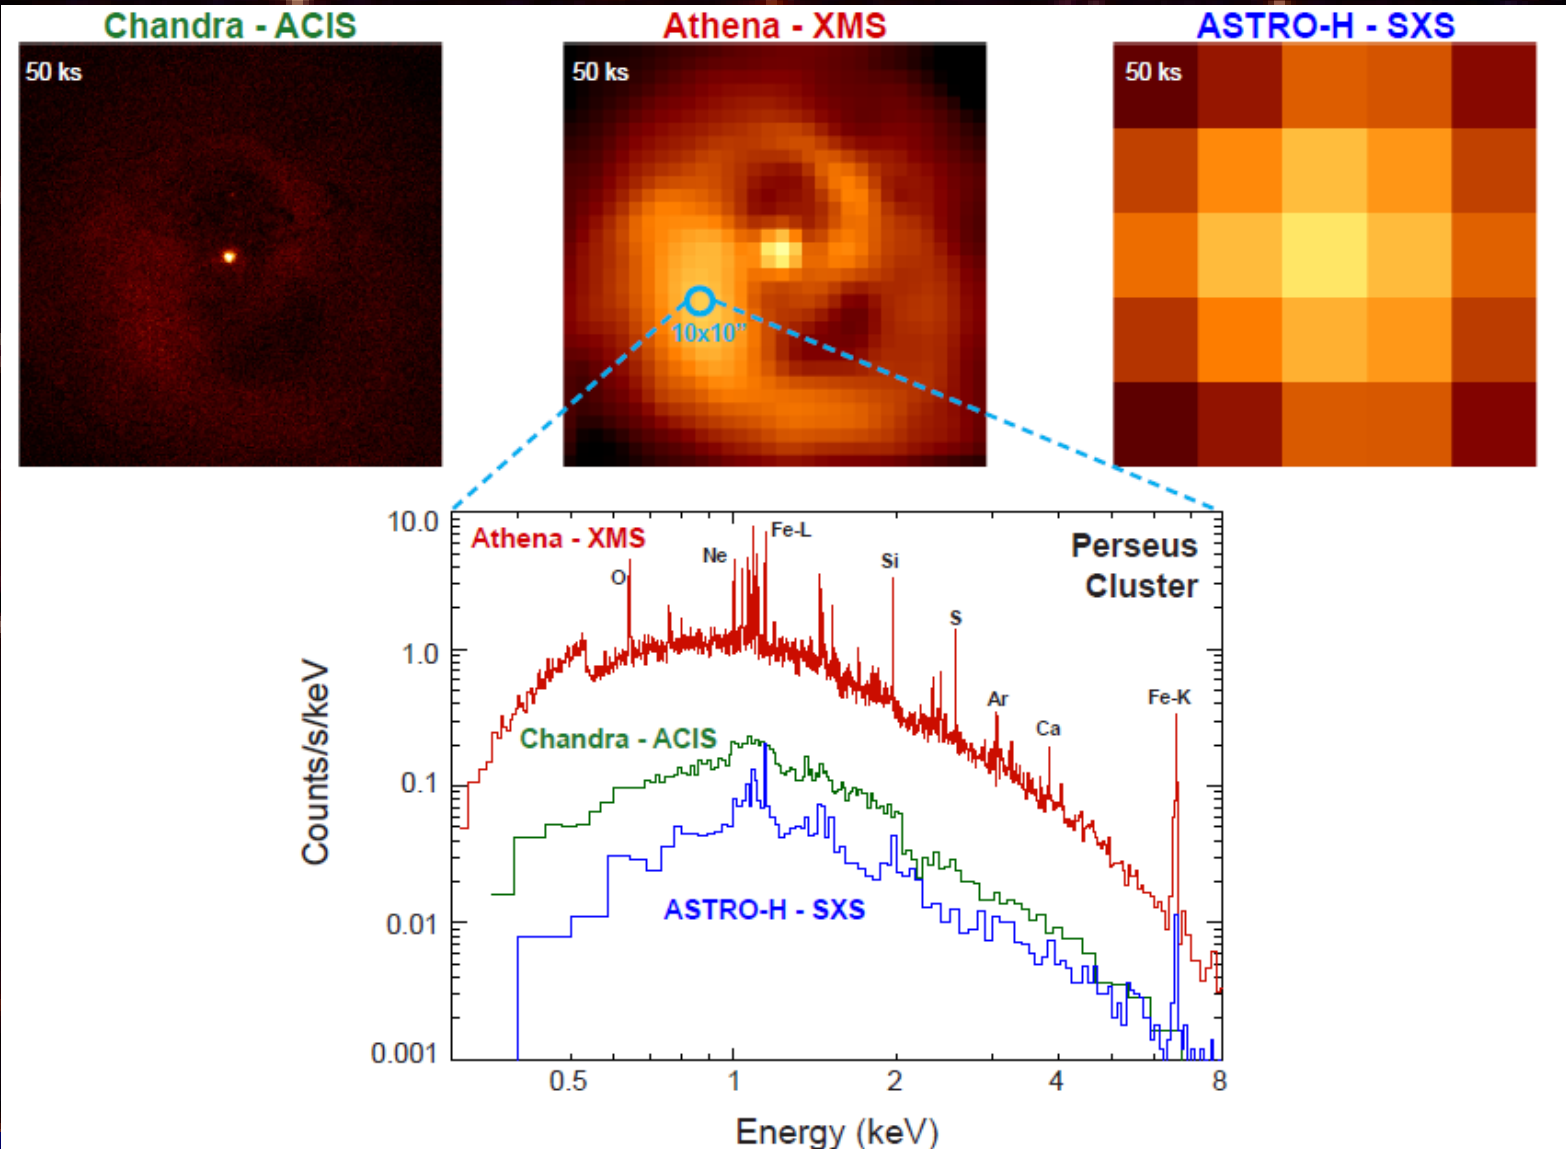 Chandra - ACIS
Athena - XMS
ASTRO-H - SXS
50 ks
50 ks
50 ks
10x10"
10.0
1.0
0.1
0.01
0.001
Counts/s/keV
Athena - XMS
O
Ne
Fe-L
Si
S
Ar
Ca
Fe-K
Perseus
Cluster
Chandra - ACIS
ASTRO-H - SXS
0.5
1
2
4
8
Energy (keV)